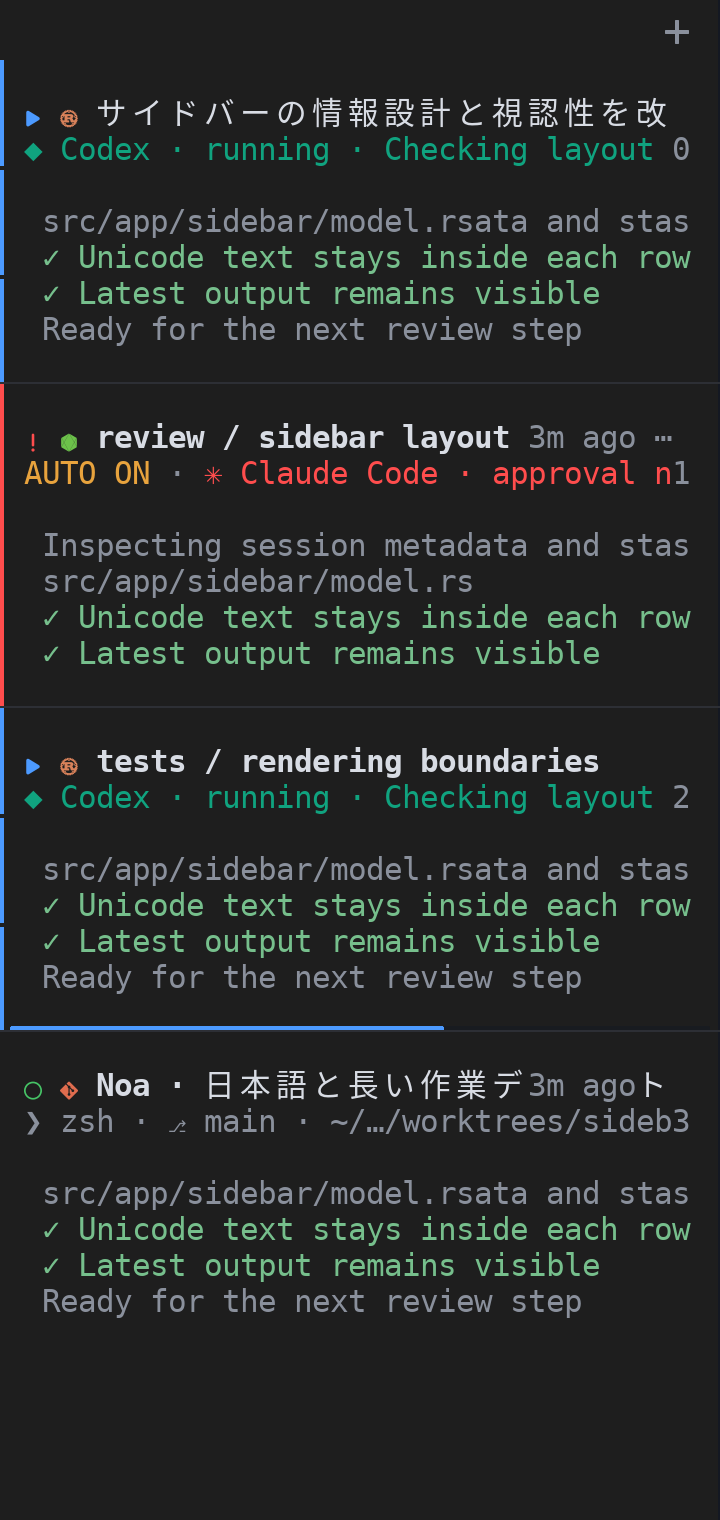 +
サイドバーの情報設計と視認性を改
◆ Codex · running · Checking layout 0
src/app/sidebar/model.rsata and stas
✓ Unicode text stays inside each row
✓ Latest output remains visible
Ready for the next review step
! review / sidebar layout 3m ago ⋯
AUTO ON · ✳ Claude Code · approval n1
Inspecting session metadata and stas
src/app/sidebar/model.rs
✓ Unicode text stays inside each row
✓ Latest output remains visible
tests / rendering boundaries
◆ Codex · running · Checking layout 2
src/app/sidebar/model.rsata and stas
✓ Unicode text stays inside each row
✓ Latest output remains visible
Ready for the next review step
○ Noa · 日本語と長い作業デ3m agoト
❯ zsh · ⎇ main · ~/…/worktrees/sideb3
src/app/sidebar/model.rsata and stas
✓ Unicode text stays inside each row
✓ Latest output remains visible
Ready for the next review step